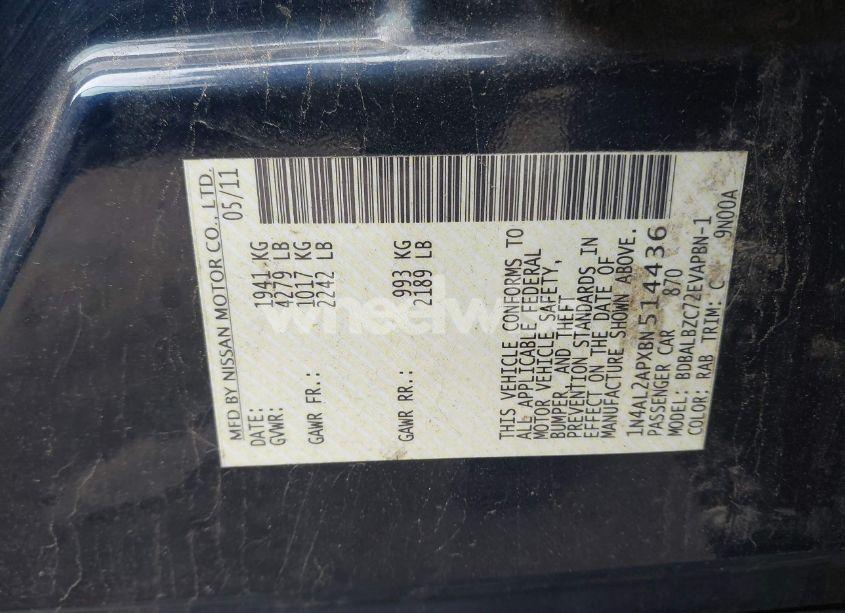 MFD BY NISSAN MOTOR CO., LTD.
DATE: 05/11
GVWR: 1941 KG
4279 LB
GAWR FR.: 1017 KG
2242 LB
GAWR RR.: 993 KG
2189 LB
THIS VEHICLE CONFORMS TO
ALL APPLICABLE FEDERAL
MOTOR VEHICLE SAFETY,
BUMPER, AND THEFT
PREVENTION STANDARDS IN
EFFECT ON THE DATE OF
MANUFACTURE SHOWN ABOVE.
1N4AL2APXBN514436
PASSENGER CAR 870
MODEL: BDBALBZC72EVAPBN-1
COLOR: RAB TRIM: C 9N00A